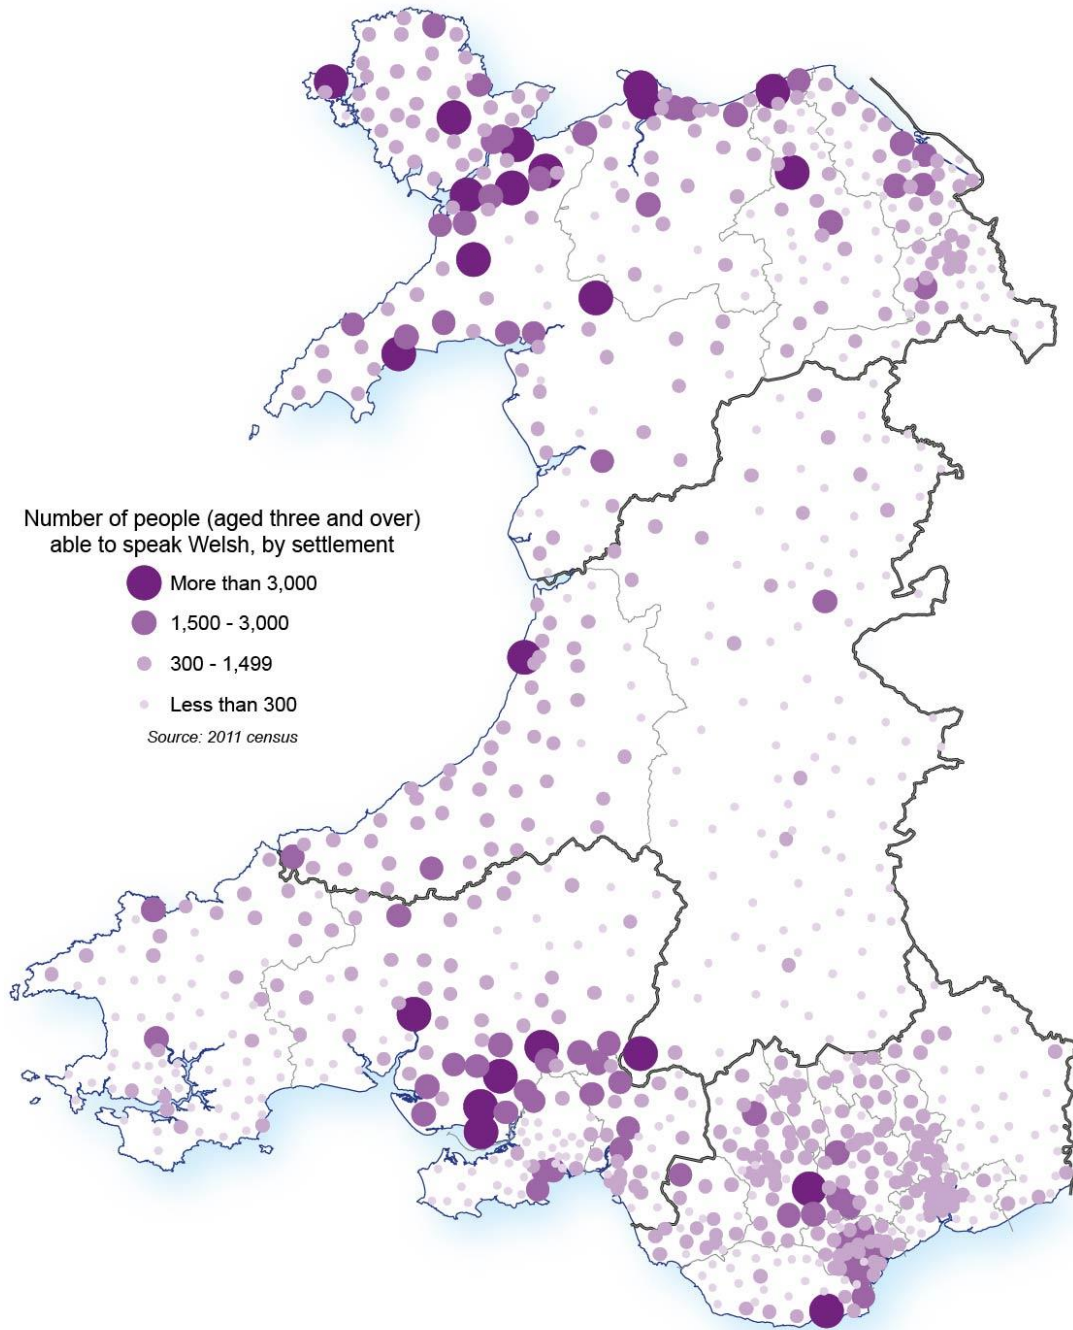 Number of people (aged three and over)
able to speak Welsh, by settlement
More than 3,000
1,500 - 3,000
300 - 1,499
Less than 300
Source: 2011 census